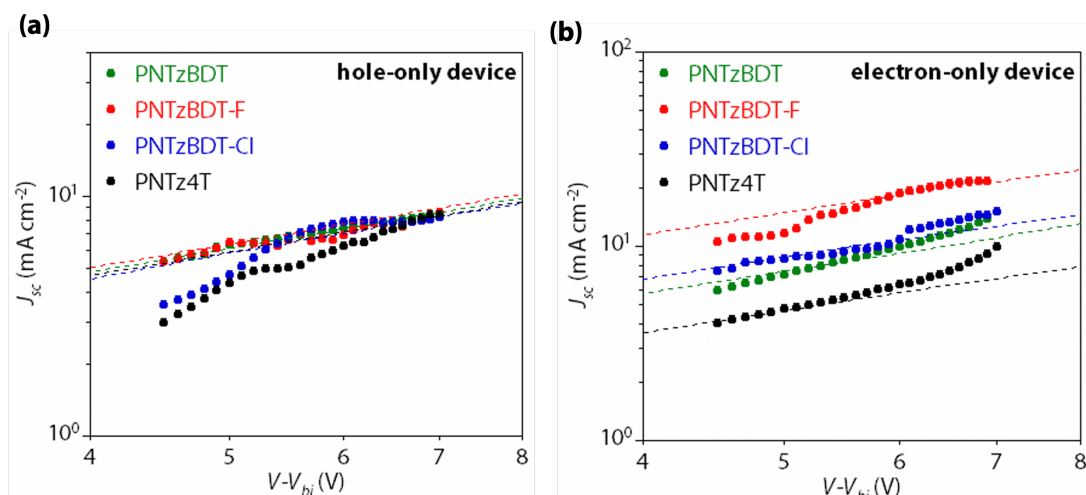 (a)
hole-only device
PNTzBDT
PNTzBDT-F
PNTzBDT-Cl
PNTz4T
10¹
10⁰
J_sc (mA cm⁻²)
4 5 6 7 8
V-V_bi (V)
(b)
electron-only device
PNTzBDT
PNTzBDT-F
PNTzBDT-Cl
PNTz4T
10²
10¹
10⁰
J_sc (mA cm⁻²)
4 5 6 7 8
V-V_bi (V)